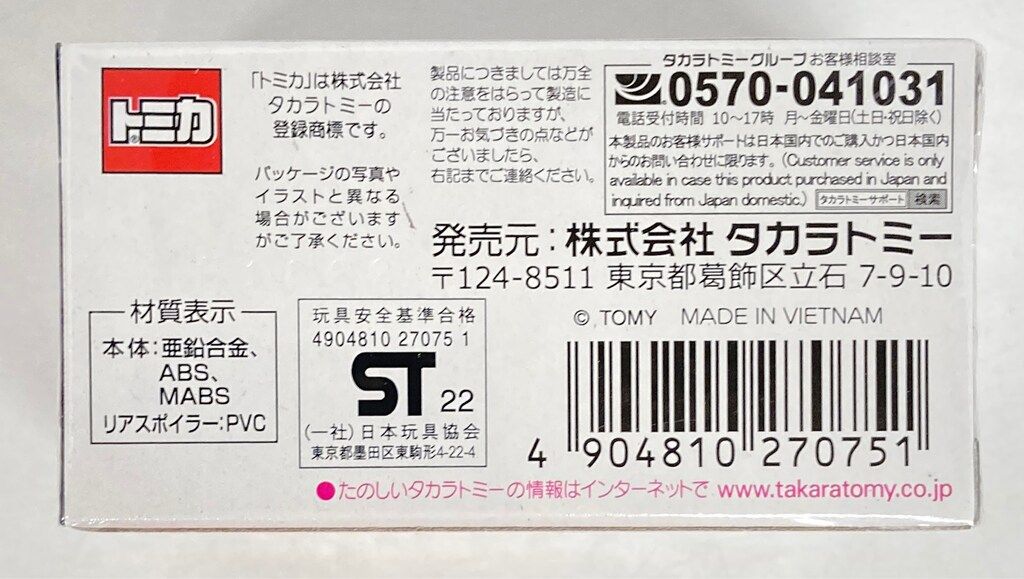 トミカ®
「トミカ」は株式会社
タカラトミーの
登録商標です。
パッケージの写真や
イラストと異なる
場合がございます
がご了承ください。
製品につきましては万全
の注意をはらって製造に
当たっておりますが、
万一お気づきの点などが
ございましたら、
右記までご連絡ください。
タカラトミーグループお客様相談室
0570-041031
電話受付時間 10〜17時 月〜金曜日(土日・祝日除く)
本製品のお客様サポートは日本国内でのご購入かつ日本国内
からのお問い合わせに限ります。(Customer service is only
available in case this product purchased in Japan and
inquired from Japan domestic.) タカラトミーサポート 検索
発売元:株式会社 タカラトミー
〒124-8511 東京都葛飾区立石 7-9-10
© TOMY MADE IN VIETNAM
材質表示
本体:亜鉛合金、
ABS、
MABS
リアスポイラー:PVC
玩具安全基準合格
4904810 27075 1
ST 22
(一社)日本玩具協会
東京都墨田区東駒形4-22-4
4 904810 270751
●たのしいタカラトミーの情報はインターネットで www.takaratomy.co.jp